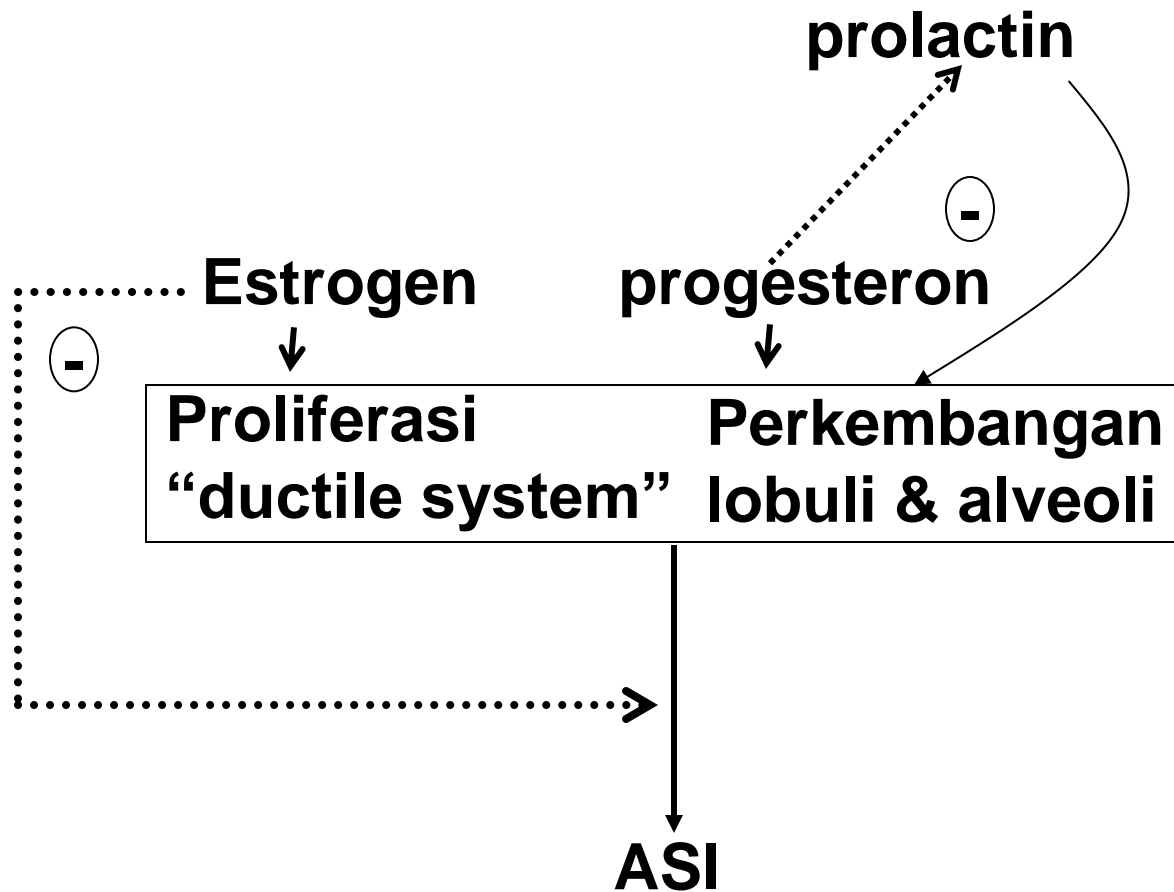 prolactin
-
Estrogen progesteron
-
Proliferasi
“ductile system”
Perkembangan
lobuli & alveoli
ASI